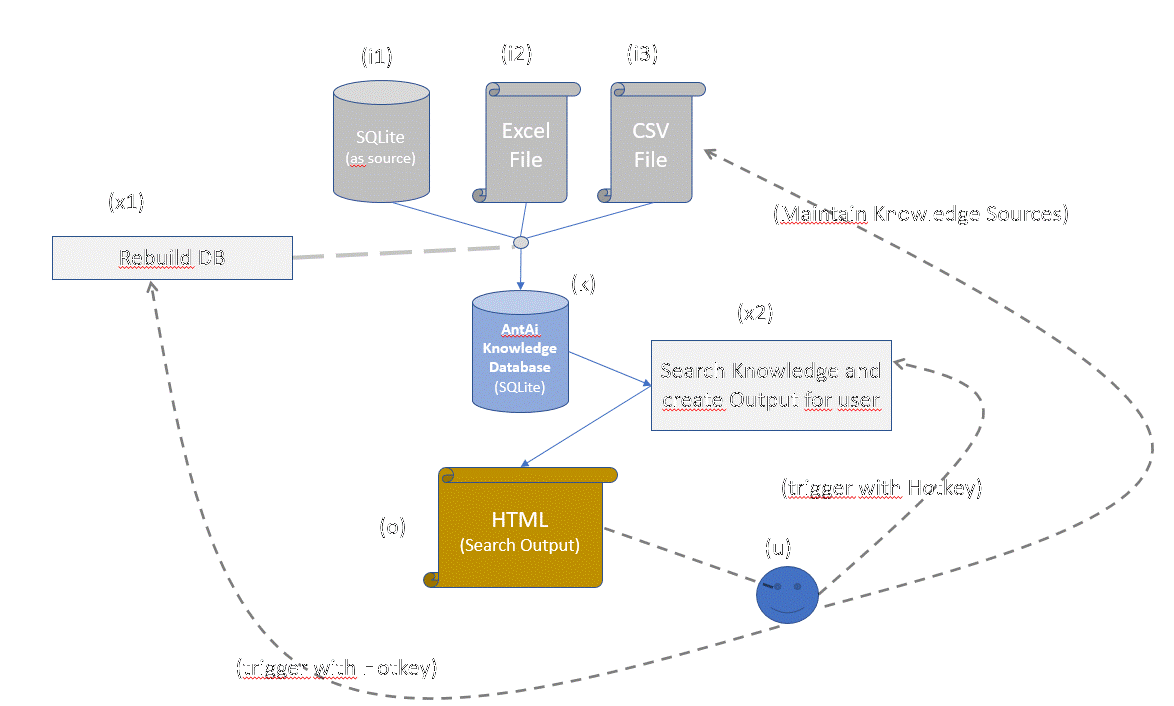 (i1)
(i2)
(i3)
SQLite
(as source)
Excel
File
CSV
File
(x1)
(Maintain Knowledge Sources)
Rebuild DB
(k)
(x2)
AntAi
Knowledge
Database
(SQLite)
Search Knowledge and
create Output for user
(trigger with Hotkey)
(o)
HTML
(Search Output)
(u)
(trigger with Hotkey)